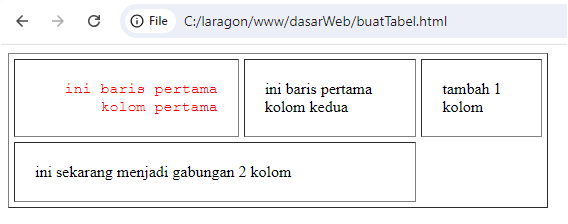 File C:/laragon/www/dasarWeb/buatTabel.html
ini baris pertama
kolom pertama
ini baris pertama
kolom kedua
tambah 1
kolom
ini sekarang menjadi gabungan 2 kolom